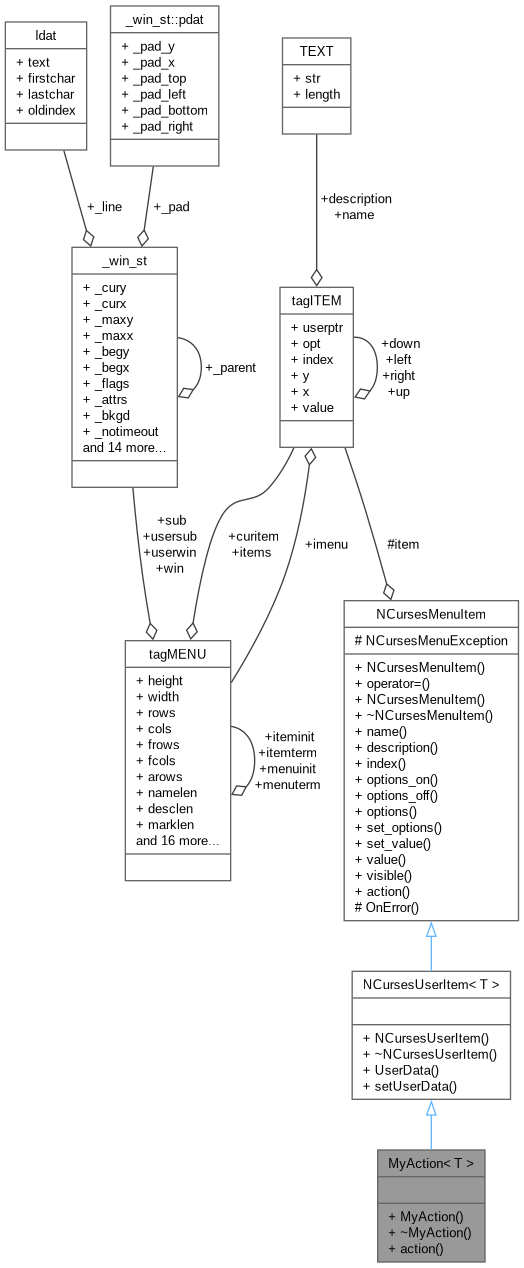 ldat
+ text
+ firstchar
+ lastchar
+ oldindex
_win_st::pdat
+ _pad_y
+ _pad_x
+ _pad_top
+ _pad_left
+ _pad_bottom
+ _pad_right
TEXT
+ str
+ length
+_line
+_pad
+description
+name
_win_st
+ _cury
+ _curx
+ _maxy
+ _maxx
+ _begy
+ _begx
+ _flags
+ _attrs
+ _bkgd
+ _notimeout
and 14 more...
+_parent
tagITEM
+ userptr
+ opt
+ index
+ y
+ x
+ value
+down
+left
+right
+up
+sub
+usersub
+userwin
+win
+curitem
+items
+imenu
#item
tagMENU
+ height
+ width
+ rows
+ cols
+ frows
+ fcols
+ arows
+ namelen
+ desclen
+ marklen
and 16 more...
+iteminit
+itemterm
+menuinit
+menuterm
NCursesMenuItem
# NCursesMenuException
+ NCursesMenuItem()
+ operator=()
+ NCursesMenuItem()
+ ~NCursesMenuItem()
+ name()
+ description()
+ index()
+ options_on()
+ options_off()
+ options()
+ set_options()
+ set_value()
+ value()
+ visible()
+ action()
# OnError()
NCursesUserItem< T >
+ NCursesUserItem()
+ ~NCursesUserItem()
+ UserData()
+ setUserData()
MyAction< T >
+ MyAction()
+ ~MyAction()
+ action()